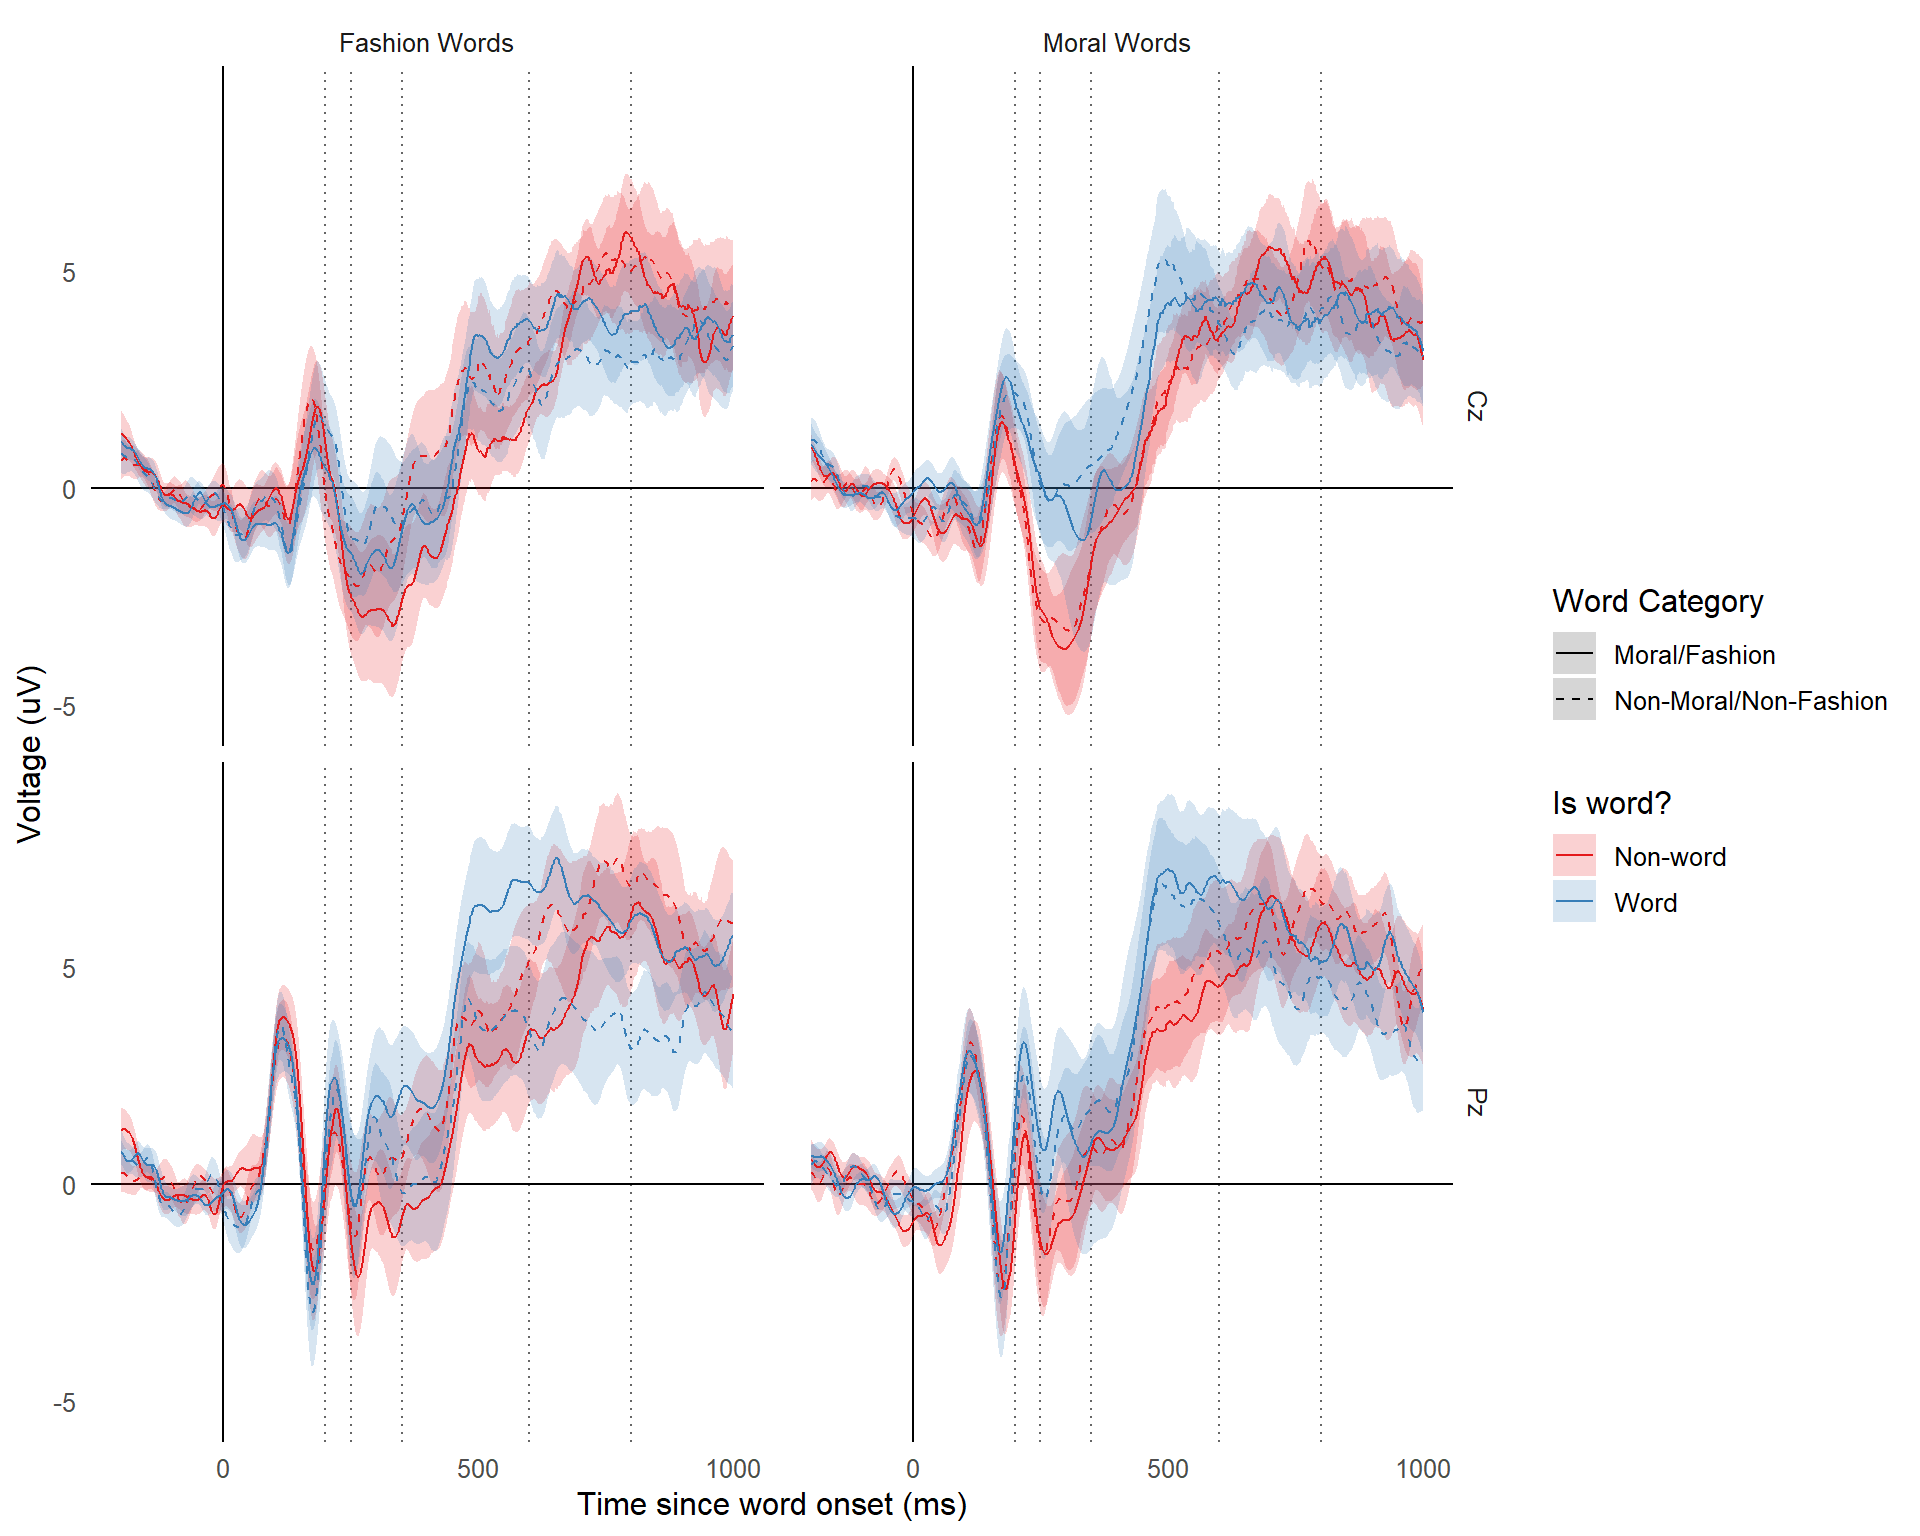 Fashion Words
Moral Words
5
0
-5
Cz
5
0
-5
Pz
0
500
1000
0
500
1000
Time since word onset (ms)
Voltage (uV)
Word Category
Moral/Fashion
Non-Moral/Non-Fashion
Is word?
Non-word
Word